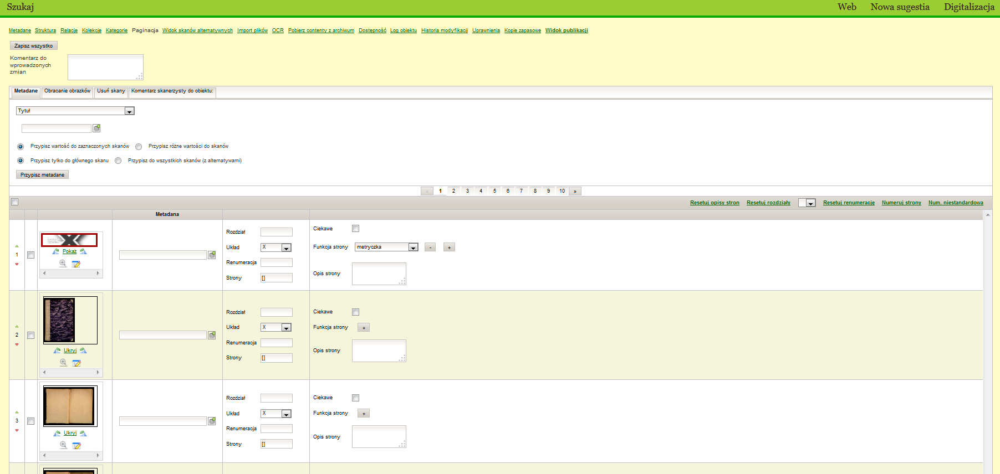 Szukaj Web Nowa sugestia Digitalizacja
Metadane Struktura Relacje Kolekcje Kategorie Paginacja Widok skanów alternatywnych Import plików OCR Pobierz contenty z archiwum Dostępność Log obiektu Historia modyfikacji Uprawnienia Kopie zapasowe Widok publikacji
Zapisz wszystko
Komentarz do
wprowadzonych
zmian
Metadane Obracanie obrazków Usuń skany Komentarz skanerzysty do obiektu:
Tytuł
Przypisz wartość do zaznaczonych skanów Przypisz różne wartości do skanów
Przypisz tylko do głównego skanu Przypisz do wszystkich skanów (z alternatywami)
Przypisz metadane
« 1 2 3 4 5 6 7 8 9 10 »
Resetuj opisy stron Resetuj rozdziały Resetuj renumerację Numeruj strony Num. niestandardowa
Metadana
1
Pokaż
Rozdział
Układ X
Renumeracja
Strony []
Ciekawe
Funkcja strony metryczka - +
Opis strony
2
Ukryj
Rozdział
Układ X
Renumeracja
Strony []
Ciekawe
Funkcja strony +
Opis strony
3
Ukryj
Rozdział
Układ X
Renumeracja
Strony []
Ciekawe
Funkcja strony +
Opis strony